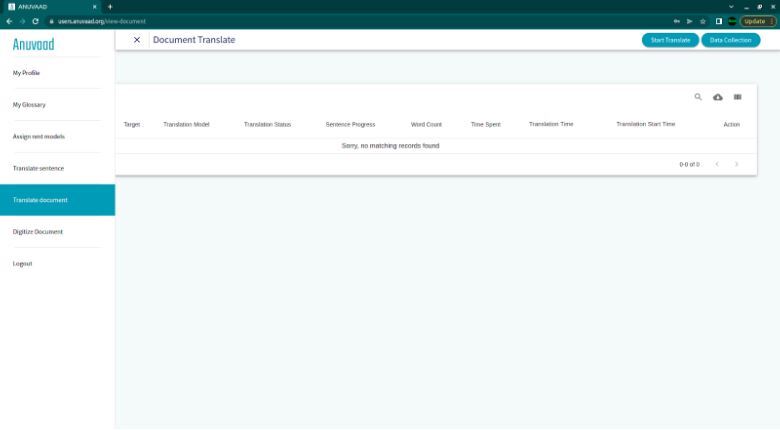 ANUVAAD
users.anuvaad.org/view-document
Update
Anuvaad
Document Translate
Start Translate
Data Collection
My Profile
My Glossary
Assign nmt models
Translate sentence
Translate document
Digitize Document
Logout
Target Translation Model Translation Status Sentence Progress Word Count Time Spent Translation Time Translation Start Time Action
Sorry, no matching records found
0-0 of 0